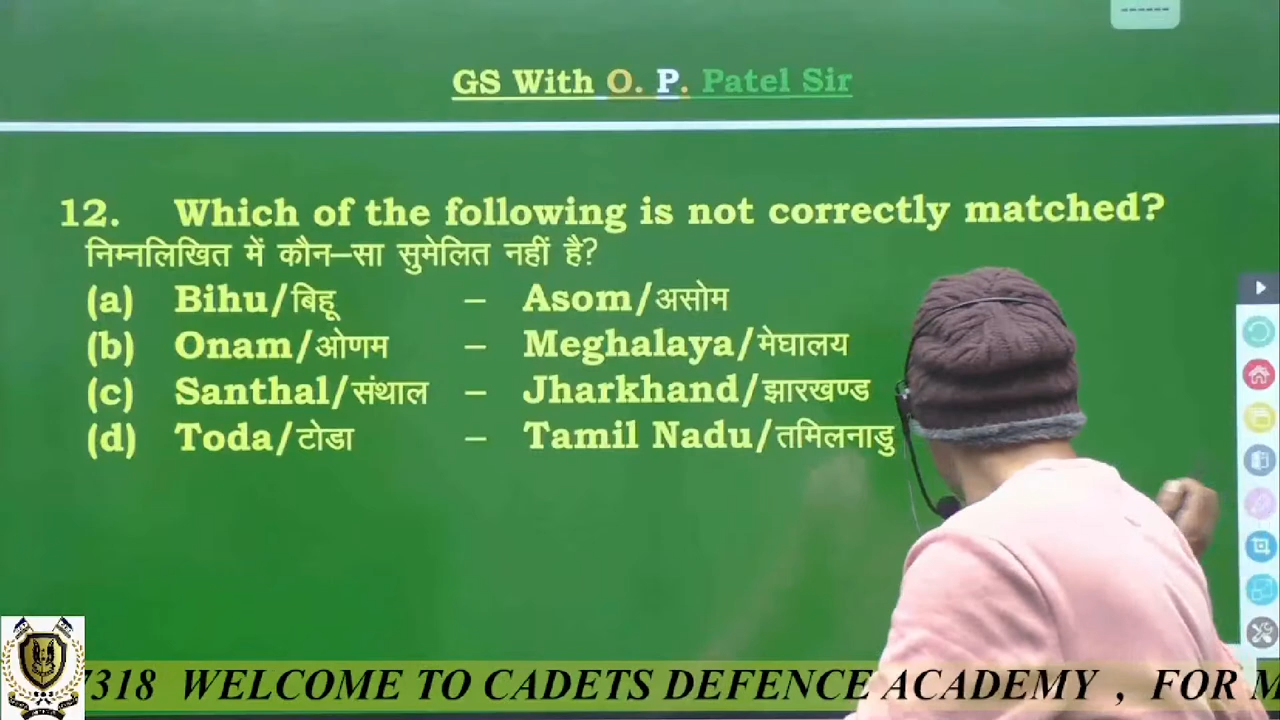 GS With O. P. Patel Sir
12. Which of the following is not correctly matched?
निम्नलिखित में कौन–सा सुमेलित नहीं है?
(a) Bihu/बिहू – Asom/असोम
(b) Onam/ओणम – Meghalaya/मेघालय
(c) Santhal/संथाल – Jharkhand/झारखण्ड
(d) Toda/टोडा – Tamil Nadu/तमिलनाडु
7318 WELCOME TO CADETS DEFENCE ACADEMY , FOR M